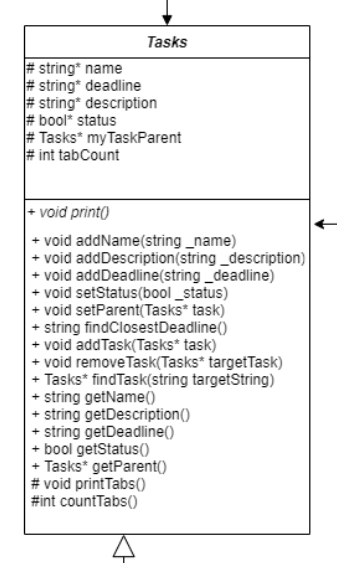 Tasks
# string* name
# string* deadline
# string* description
# bool* status
# Tasks* myTaskParent
# int tabCount
+ void print()
+ void addName(string _name)
+ void addDescription(string _description)
+ void addDeadline(string _deadline)
+ void setStatus(bool _status)
+ void setParent(Tasks* task)
+ string findClosestDeadline()
+ void addTask(Tasks* task)
+ void removeTask(Tasks* targetTask)
+ Tasks* findTask(string targetString)
+ string getName()
+ string getDescription()
+ string getDeadline()
+ bool getStatus()
+ Tasks* getParent()
# void printTabs()
#int countTabs()